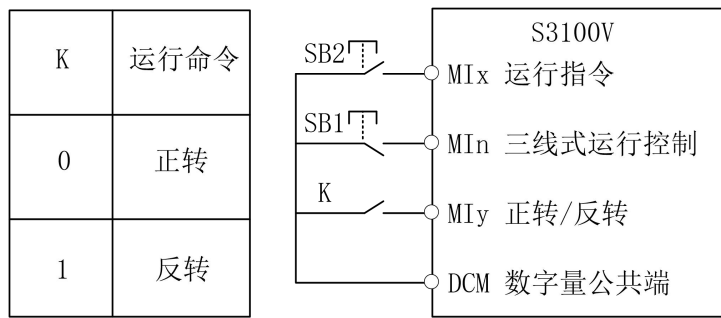 K 运行命令
0 正转
1 反转
S3100V
SB2 MIx 运行指令
SB1 MIn 三线式运行控制
K MIy 正转/反转
DCM 数字量公共端